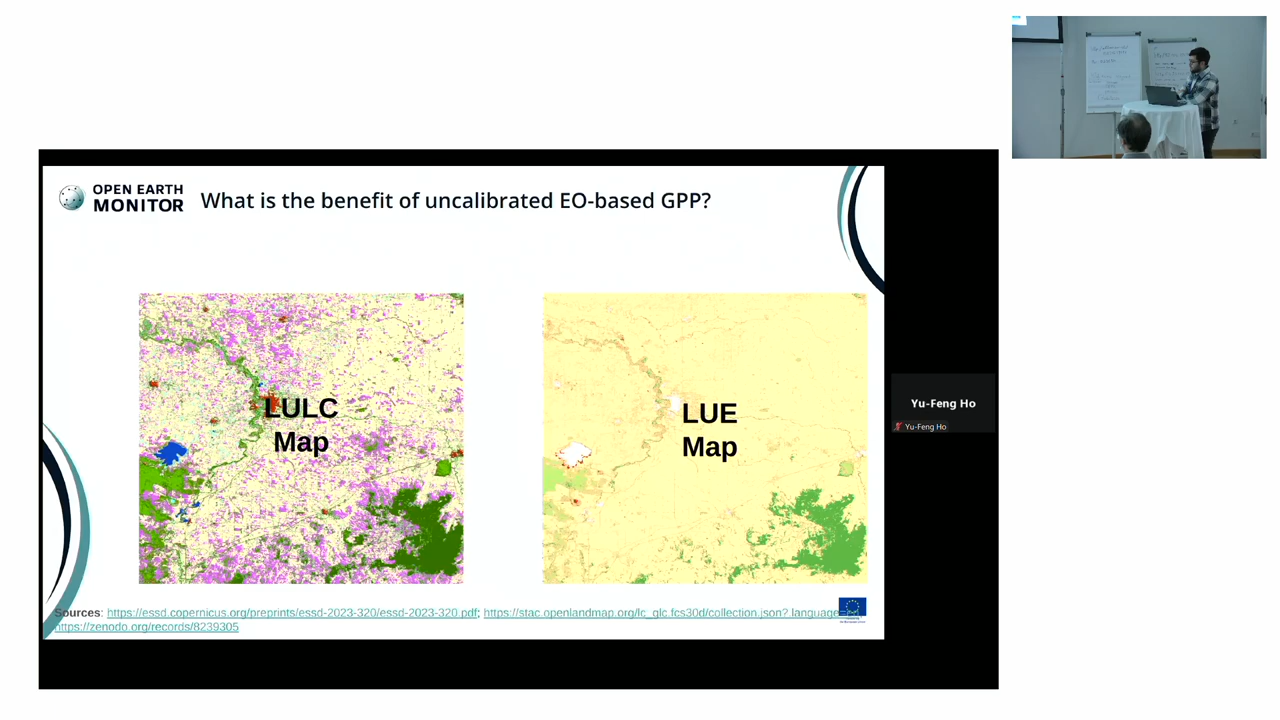 OPEN EARTH
MONITOR
What is the benefit of uncalibrated EO-based GPP?
LULC
Map
LUE
Map
Sources: https://essd.copernicus.org/preprints/essd-2023-320/essd-2023-320.pdf; https://stac.openlandmap.org/lc_glc.fcs30d/collection.json?.language=
https://zenodo.org/records/8239305
Yu-Feng Ho
Yu-Feng Ho